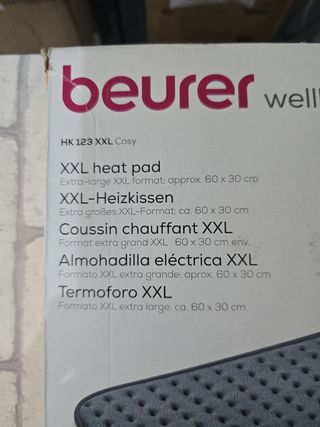 beurer well
HK 123 XXL Cosy
XXL heat pad
Extra-large XXL format: approx. 60 x 30 cm
XXL-Heizkissen
Extra großes XXL-Format: ca. 60 x 30 cm
Coussin chauffant XXL
Format extra grand XXL : 60 x 30 cm env.
Almohadilla eléctrica XXL
Formato XXL extra grande: aprox. 60 x 30 cm
Termoforo XXL
Formato XXL extra large: ca. 60 x 30 cm